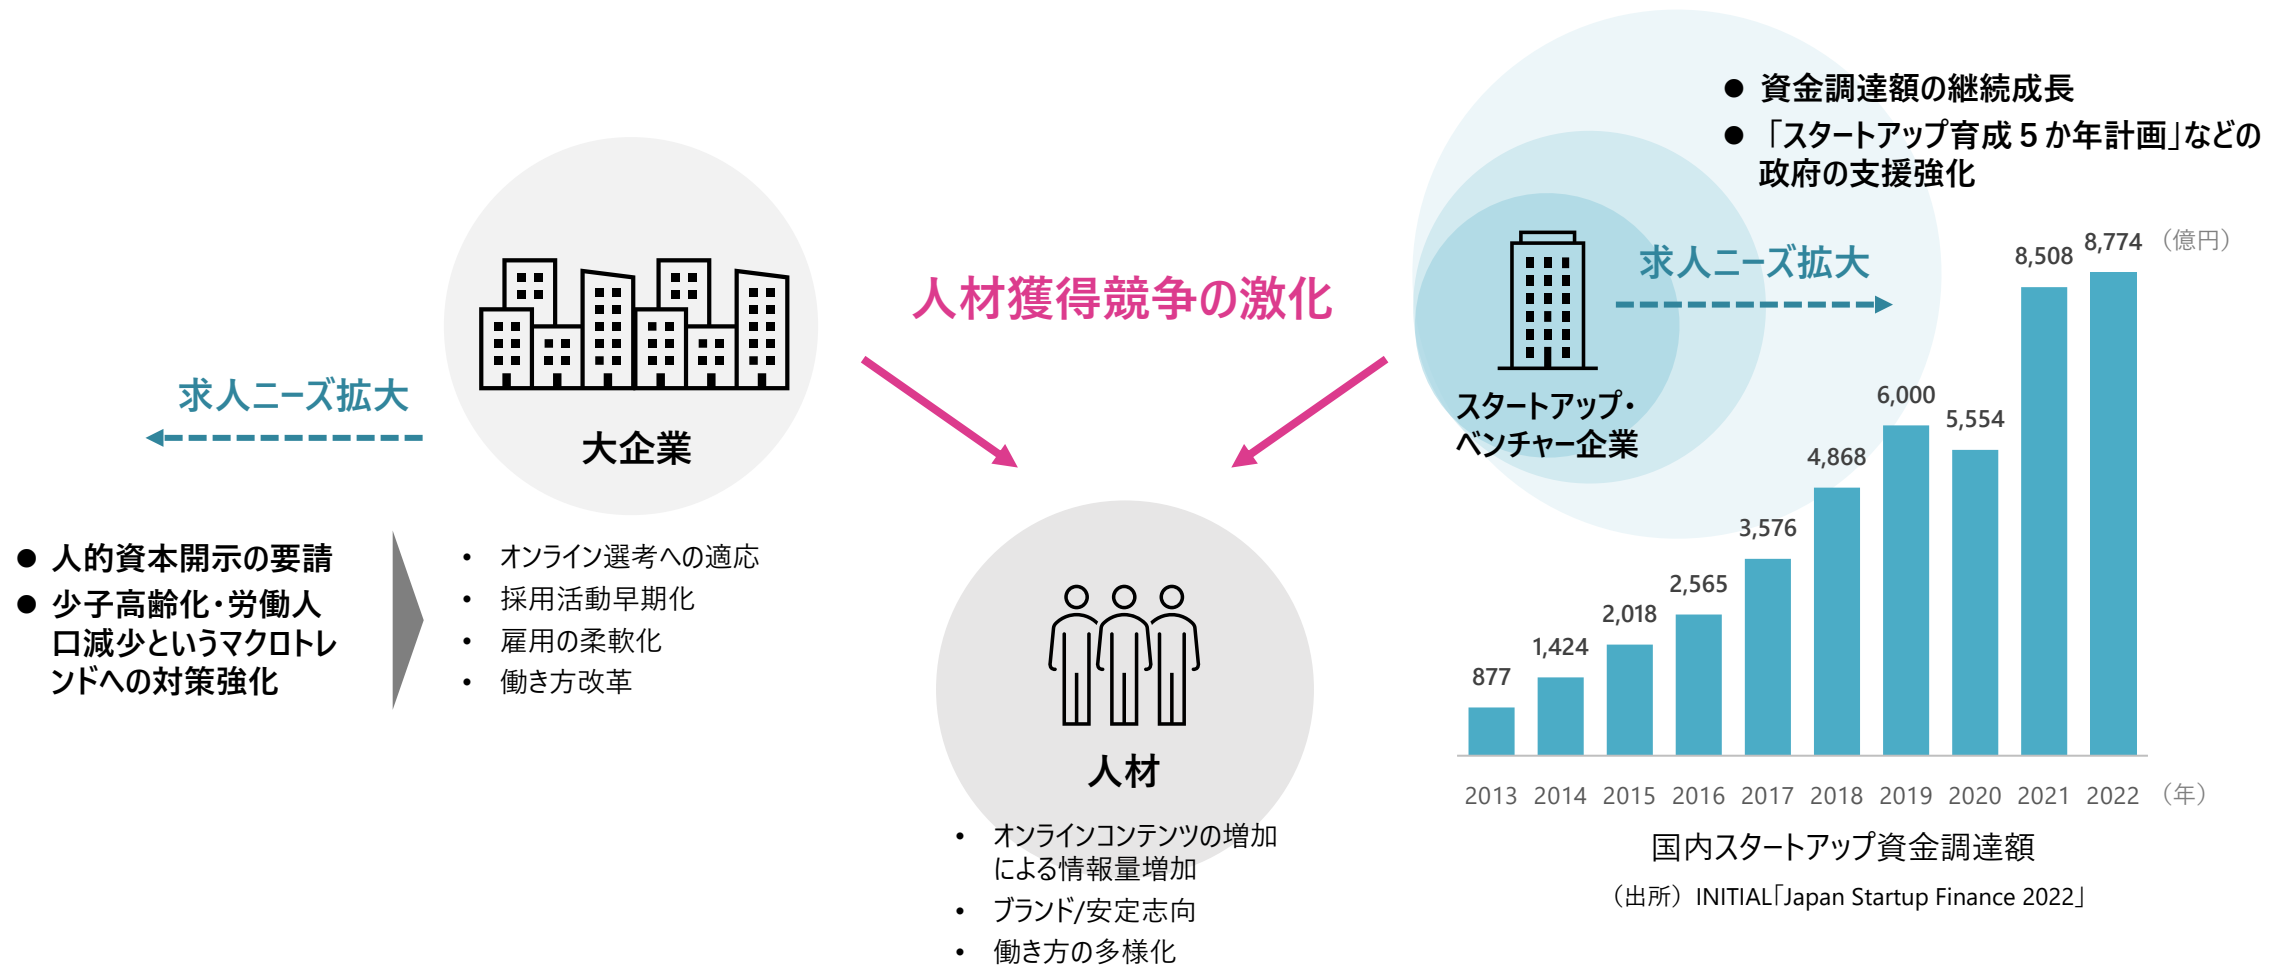 求人ニーズ拡大
大企業
● 人的資本開示の要請
● 少子高齢化・労働人
口減少というマクロトレ
ンドへの対策強化
• オンライン選考への適応
• 採用活動早期化
• 雇用の柔軟化
• 働き方改革
人材獲得競争の激化
人材
• オンラインコンテンツの増加
による情報量増加
• ブランド/安定志向
• 働き方の多様化
● 資金調達額の継続成長
● 「スタートアップ育成５か年計画」などの
政府の支援強化
求人ニーズ拡大
スタートアップ・
ベンチャー企業
（億円）
877 1,424 2,018 2,565 3,576 4,868 6,000 5,554 8,508 8,774
2013 2014 2015 2016 2017 2018 2019 2020 2021 2022 （年）
国内スタートアップ資金調達額
（出所）INITIAL「Japan Startup Finance 2022」